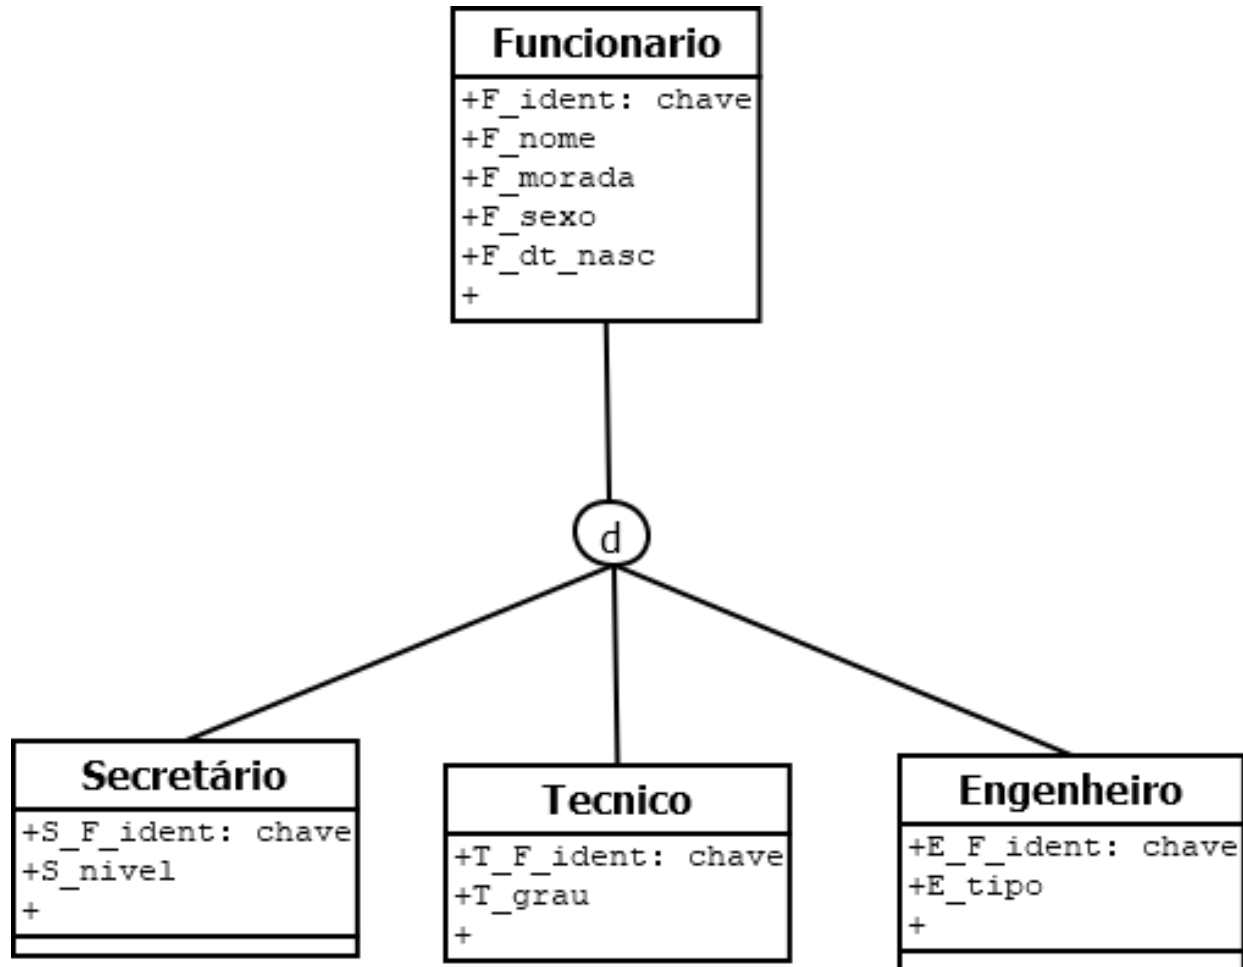 Funcionario
+F_ident: chave
+F_nome
+F_morada
+F_sexo
+F_dt_nasc
+
d
Secretário
+S_F_ident: chave
+S_nivel
+
Tecnico
+T_F_ident: chave
+T_grau
+
Engenheiro
+E_F_ident: chave
+E_tipo
+